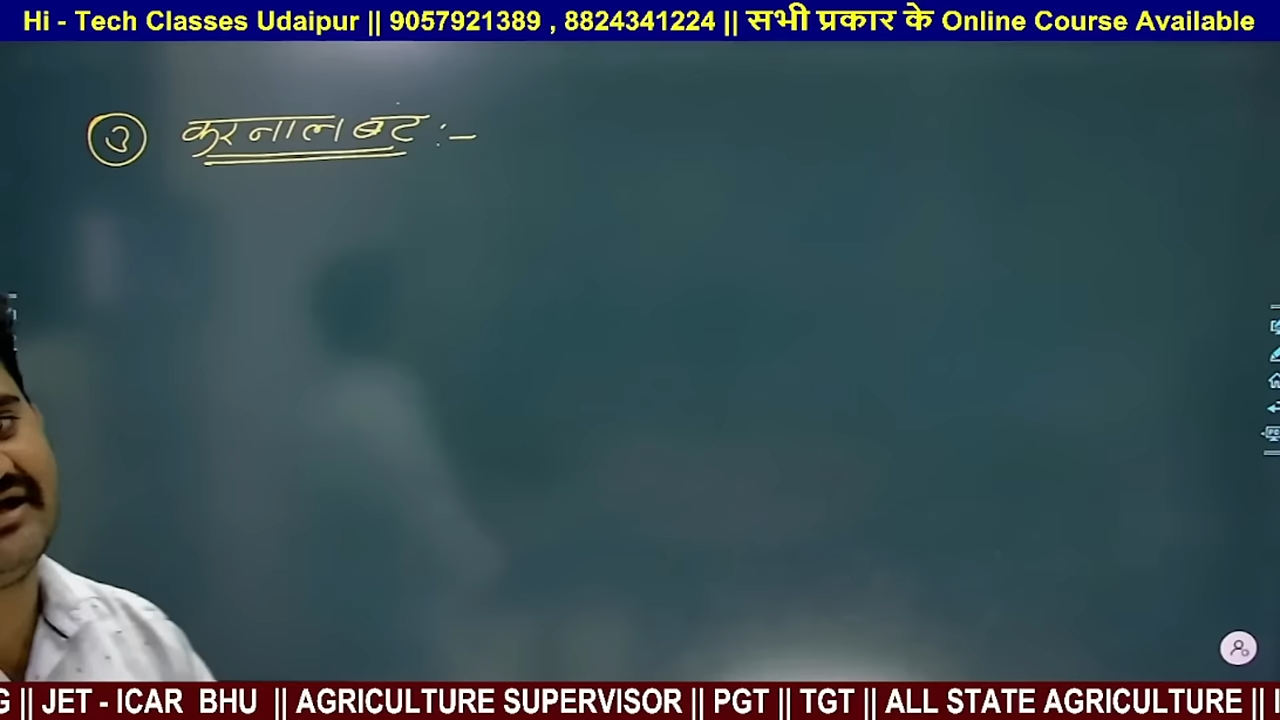 Hi - Tech Classes Udaipur || 9057921389 , 8824341224 || सभी प्रकार के Online Course Available
③ करनाल बंट :-
G || JET - ICAR BHU || AGRICULTURE SUPERVISOR || PGT || TGT || ALL STATE AGRICULTURE ||